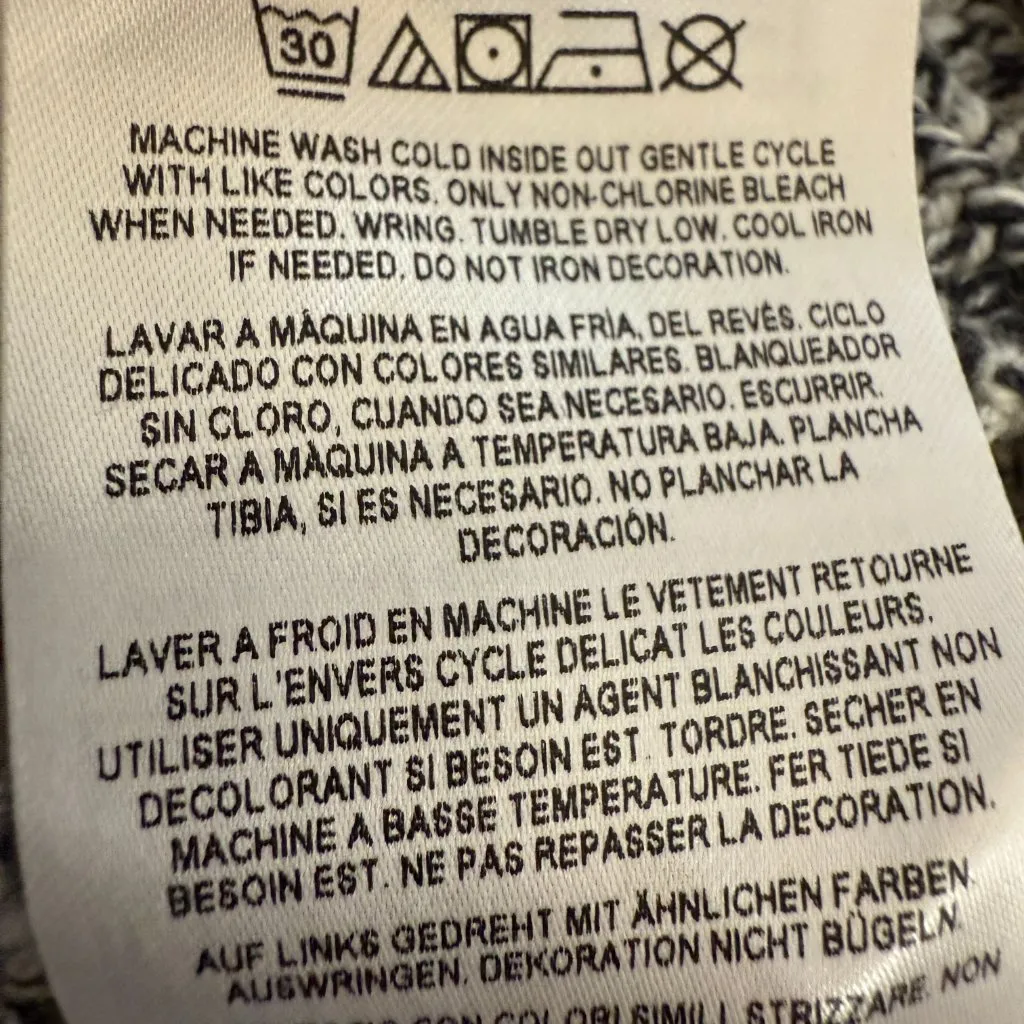 30
MACHINE WASH COLD INSIDE OUT GENTLE CYCLE
WITH LIKE COLORS. ONLY NON-CHLORINE BLEACH
WHEN NEEDED. WRING. TUMBLE DRY LOW. COOL IRON
IF NEEDED. DO NOT IRON DECORATION.
LAVAR A MÁQUINA EN AGUA FRÍA, DEL REVÉS. CICLO
DELICADO CON COLORES SIMILARES. BLANQUEADOR
SIN CLORO, CUANDO SEA NECESARIO. ESCURRIR.
SECAR A MÁQUINA A TEMPERATURA BAJA. PLANCHA
TIBIA, SI ES NECESARIO. NO PLANCHAR LA
DECORACIÓN.
LAVER A FROID EN MACHINE LE VETEMENT RETOURNE
SUR L'ENVERS CYCLE DELICAT LES COULEURS.
UTILISER UNIQUEMENT UN AGENT BLANCHISSANT NON
DECOLORANT SI BESOIN EST. TORDRE. SECHER EN
MACHINE A BASSE TEMPERATURE. FER TIEDE SI
BESOIN EST. NE PAS REPASSER LA DECORATION.
AUF LINKS GEDREHT MIT ÄHNLICHEN FARBEN.
AUSWRINGEN. DEKORATION NICHT BÜGELN.
CON COLORI SIMILI. STRIZZARE. NON